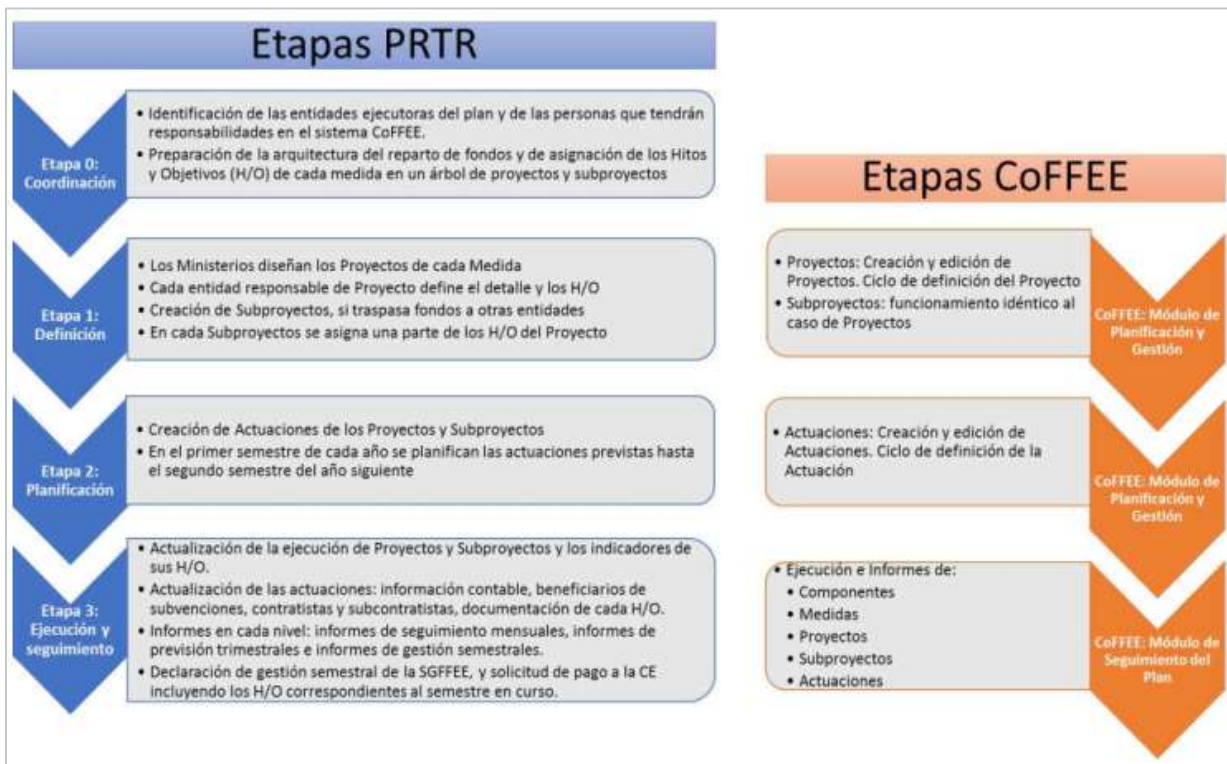 Etapas PRTR
Etapa 0:
Coordinación
• Identificación de las entidades ejecutoras del plan y de las personas que tendrán
responsabilidades en el sistema CoFFEE.
• Preparación de la arquitectura del reparto de fondos y de asignación de los Hitos
y Objetivos (H/O) de cada medida en un árbol de proyectos y subproyectos
Etapa 1:
Definición
• Los Ministerios diseñan los Proyectos de cada Medida
• Cada entidad responsable de Proyecto define el detalle y los H/O
• Creación de Subproyectos, si traspasa fondos a otras entidades
• En cada Subproyectos se asigna una parte de los H/O del Proyecto
Etapa 2:
Planificación
• Creación de Actuaciones de los Proyectos y Subproyectos
• En el primer semestre de cada año se planifican las actuaciones previstas hasta
el segundo semestre del año siguiente
Etapa 3:
Ejecución y
seguimiento
• Actualización de la ejecución de Proyectos y Subproyectos y los indicadores de
sus H/O.
• Actualización de las actuaciones: información contable, beneficiarios de
subvenciones, contratistas y subcontratistas, documentación de cada H/O.
• Informes en cada nivel: informes de seguimiento mensuales, informes de
previsión trimestrales e informes de gestión semestrales.
• Declaración de gestión semestral de la SGFFEE, y solicitud de pago a la CE
incluyendo los H/O correspondientes al semestre en curso.
Etapas CoFFEE
• Proyectos: Creación y edición de
Proyectos. Ciclo de definición del Proyecto
• Subproyectos: funcionamiento idéntico al
caso de Proyectos
CoFFEE: Módulo de
Planificación y
Gestión
• Actuaciones: Creación y edición de
Actuaciones. Ciclo de definición de la
Actuación
CoFFEE: Módulo de
Planificación y
Gestión
• Ejecución e Informes de:
• Componentes
• Medidas
• Proyectos
• Subproyectos
• Actuaciones
CoFFEE: Módulo de
Seguimiento del
Plan